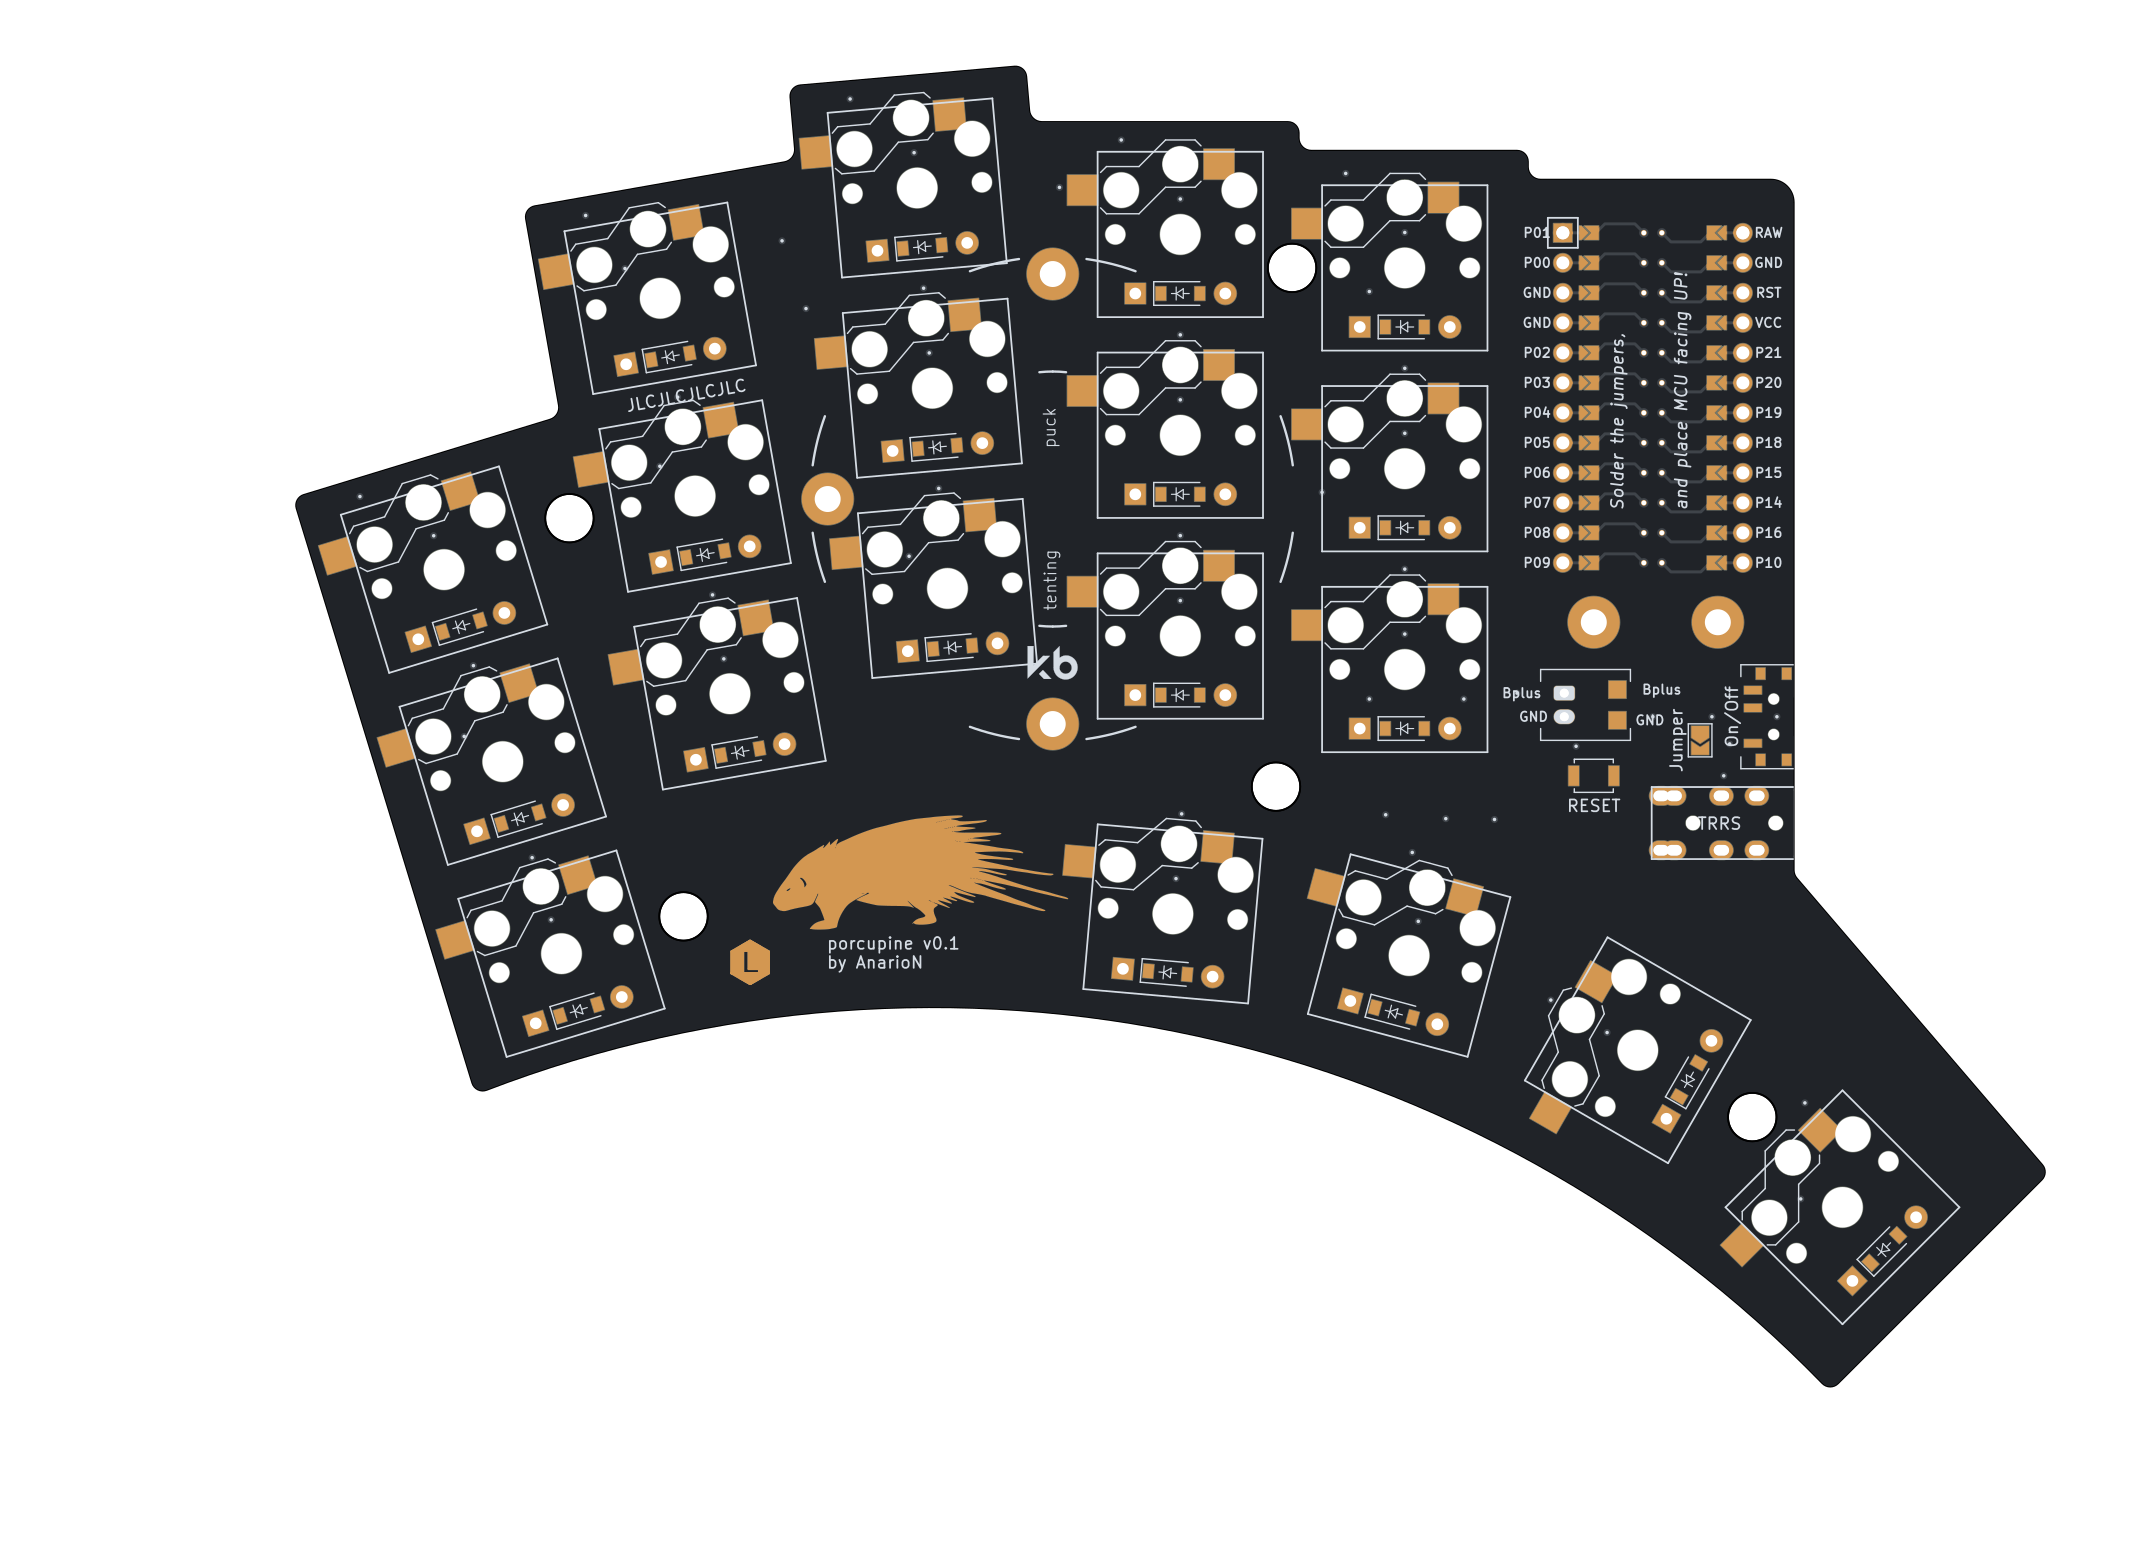 P01
P00
GND
GND
P02
P03
P04
P05
P06
P07
P08
P09
RAW
GND
RST
VCC
P21
P20
P19
P18
P15
P14
P16
P10
Solder the jumpers,
and place MCU facing UP!
JLCJLCJLCJLC
puck
tenting
kb
Bplus
GND
Bplus
GND
Jumper
On/Off
RESET
TRRS
porcupine v0.1
by AnarioN
L